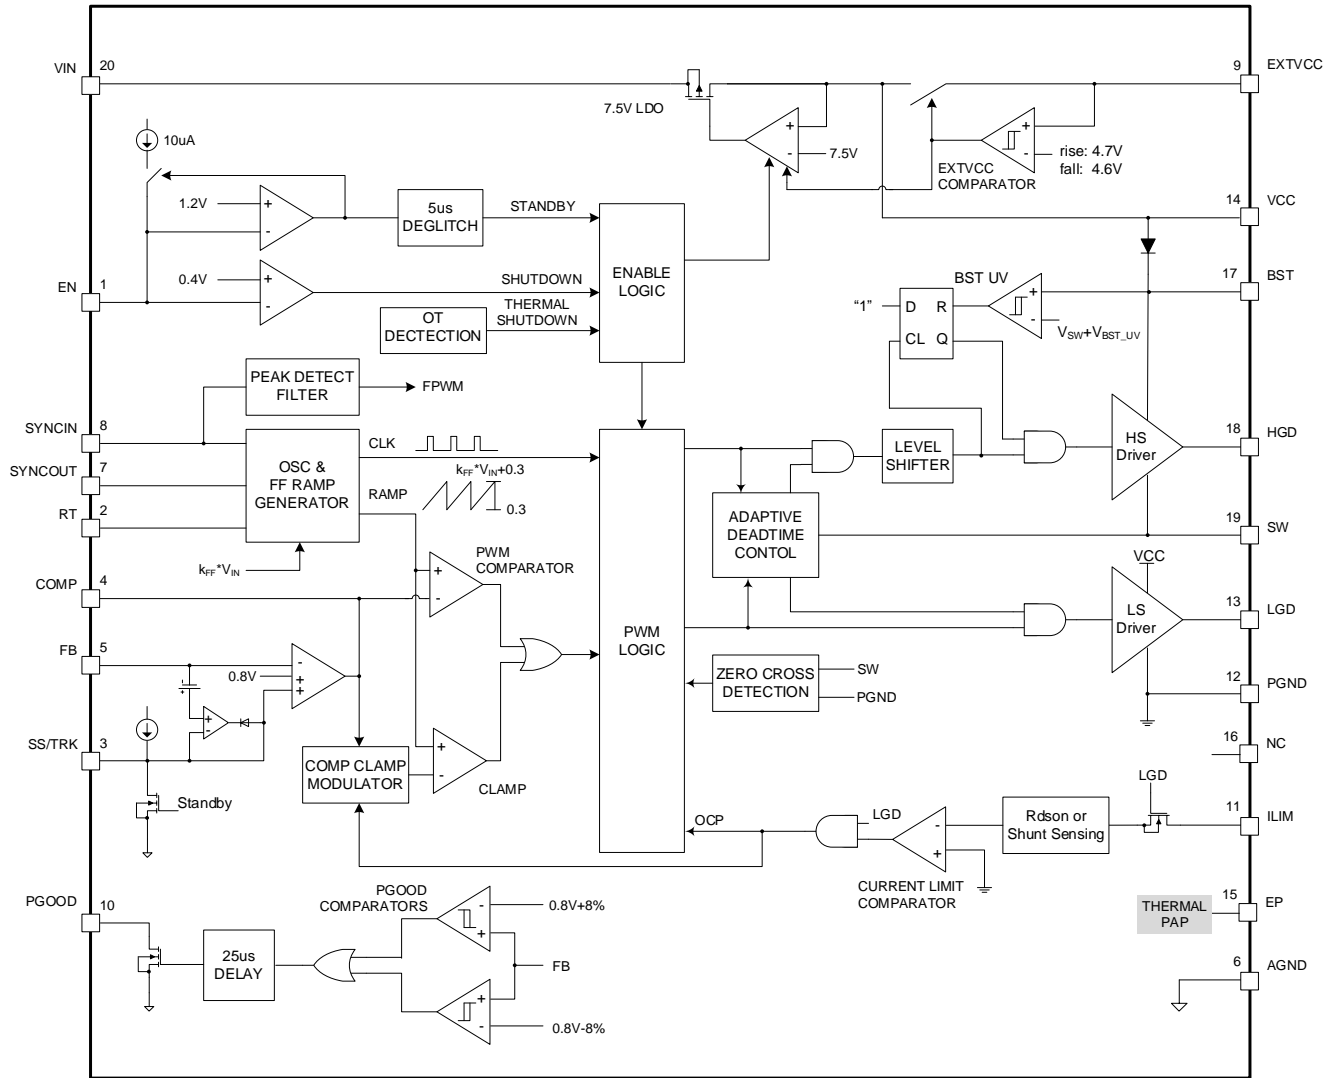 VIN
20
9
EXTVCC
7.5V LDO
+
-
7.5V
+
-
rise: 4.7V
fall: 4.6V
EXTVCC
COMPARATOR
10uA
1.2V
+
-
5us
DEGLITCH
STANDBY
14
VCC
EN
1
0.4V
+
-
SHUTDOWN
ENABLE
LOGIC
OT
DECTECTION
THERMAL
SHUTDOWN
17
BST
BST UV
+
-
VSW+VBST_UV
“1”
D
R
CL
Q
PEAK DETECT
FILTER
FPWM
SYNCIN
8
SYNCOUT
7
RT
2
OSC &
FF RAMP
GENERATOR
CLK
kFF*VIN+0.3
RAMP
0.3
kFF*VIN
LEVEL
SHIFTER
HS
Driver
18
HGD
ADAPTIVE
DEADTIME
CONTOL
19
SW
COMP
4
PWM
COMPARATOR
+
-
VCC
LS
Driver
13
LGD
PWM
LOGIC
FB
5
-
0.8V
+
+
+
-
ZERO CROSS
DETECTION
SW
PGND
12
PGND
SS/TRK
3
16
NC
COMP CLAMP
MODULATOR
+
-
CLAMP
Standby
OCP
LGD
-
+
CURRENT LIMIT
COMPARATOR
Rdson or
Shunt Sensing
LGD
11
ILIM
PGOOD
10
PGOOD
COMPARATORS
-
+
0.8V+8%
25us
DELAY
FB
+
-
0.8V-8%
THERMAL
PAP
15
EP
6
AGND